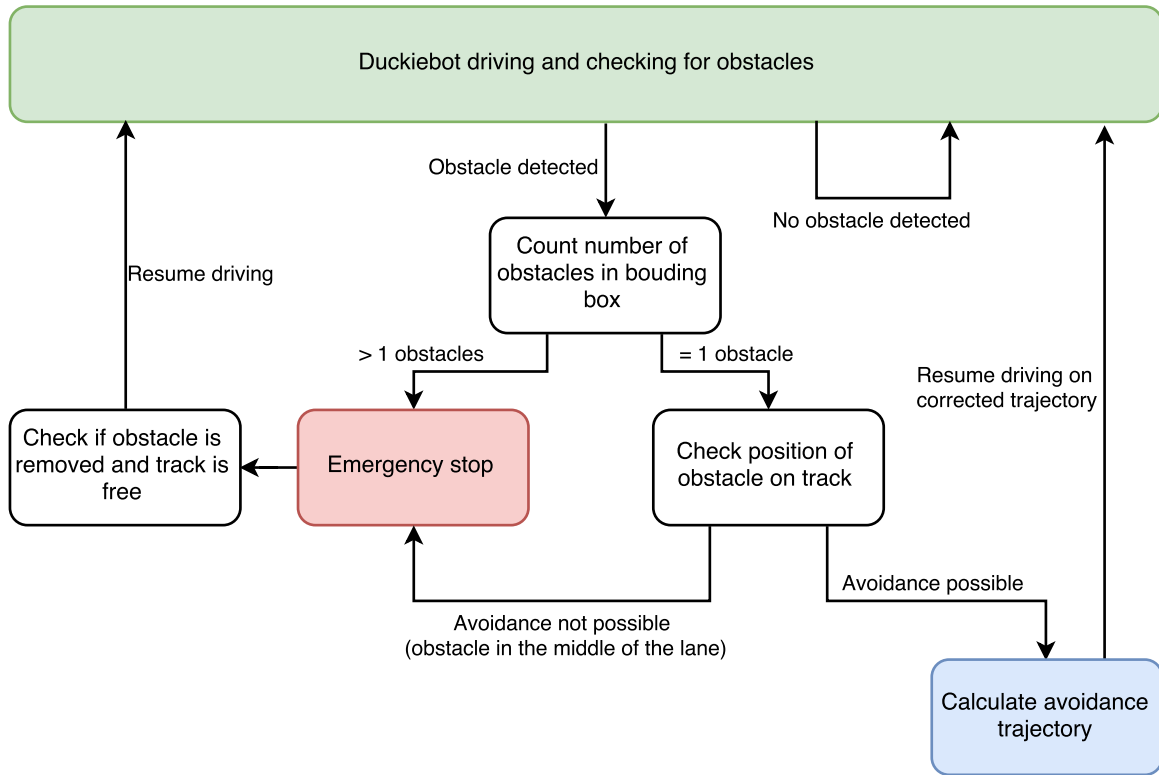 Duckiebot driving and checking for obstacles
Obstacle detected
No obstacle detected
Count number of
obstacles in bouding
box
Resume driving
> 1 obstacles
= 1 obstacle
Resume driving on
corrected trajectory
Check if obstacle is
removed and track is
free
Emergency stop
Check position of
obstacle on track
Avoidance possible
Avoidance not possible
(obstacle in the middle of the lane)
Calculate avoidance
trajectory